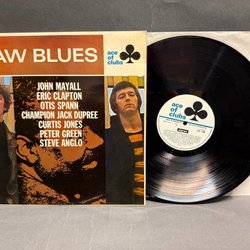 AW BLUES
ace of
clubs
JOHN MAYALL
ERIC CLAPTON
OTIS SPANN
CHAMPION JACK DUPREE
CURTIS JONES
PETER GREEN
STEVE ANGLO
ace of
clubs